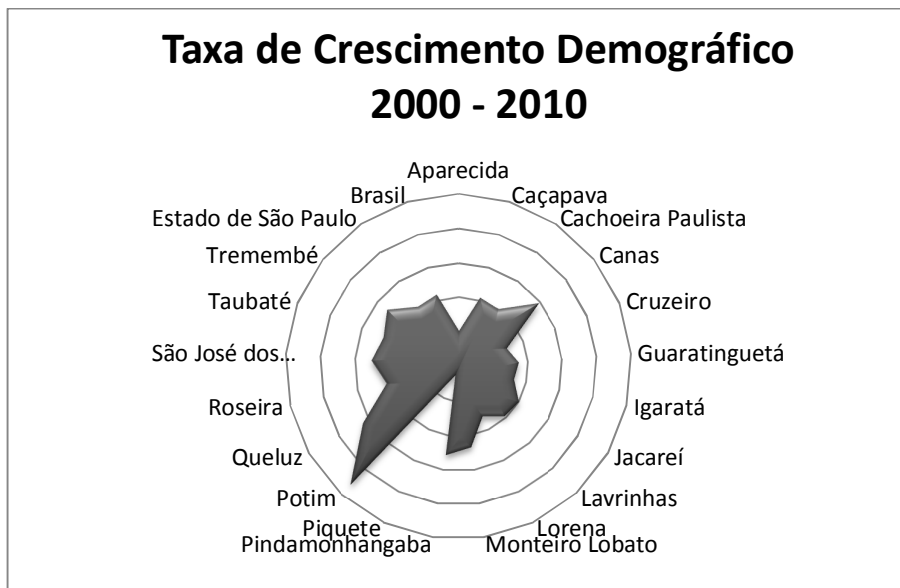 Taxa de Crescimento Demográfico
2000 - 2010
Aparecida
Caçapava
Cachoeira Paulista
Canas
Cruzeiro
Guaratinguetá
Igaratá
Jacareí
Lavrinhas
Lorena
Monteiro Lobato
Pindamonhangaba
Piquete
Potim
Queluz
Roseira
São José dos...
Taubaté
Tremembé
Estado de São Paulo
Brasil